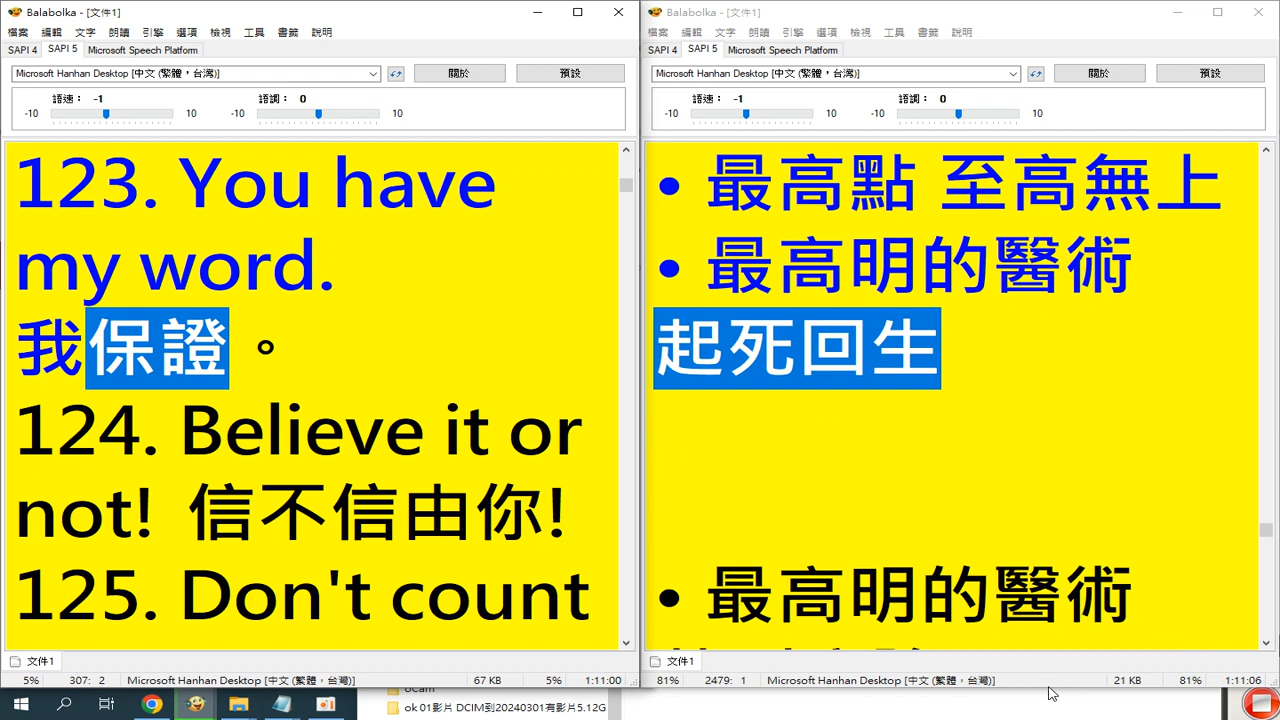 Balabolka - [文件1]
檔案 編輯 文字 朗讀 引擎 選項 檢視 工具 書籤 說明
SAPI 4 SAPI 5 Microsoft Speech Platform
Microsoft Hanhan Desktop [中文 (繁體，台灣)] 關於 預設
語速： -1 語調： 0
-10 10 -10 10
123. You have
my word.
我保證。
124. Believe it or
not! 信不信由你!
125. Don't count
文件1
5% 307: 2 Microsoft Hanhan Desktop [中文 (繁體，台灣)] 67 KB 5% 1:11:00
Balabolka - [文件1]
檔案 編輯 文字 朗讀 引擎 選項 檢視 工具 書籤 說明
SAPI 4 SAPI 5 Microsoft Speech Platform
Microsoft Hanhan Desktop [中文 (繁體，台灣)] 關於 預設
語速： -1 語調： 0
-10 10 -10 10
• 最高點 至高無上
• 最高明的醫術
起死回生
• 最高明的醫術
文件1
81% 2479: 1 Microsoft Hanhan Desktop [中文 (繁體，台灣)] 21 KB 81% 1:11:06
oCam
ok 01影片 DCIM到20240301有影片5.12G